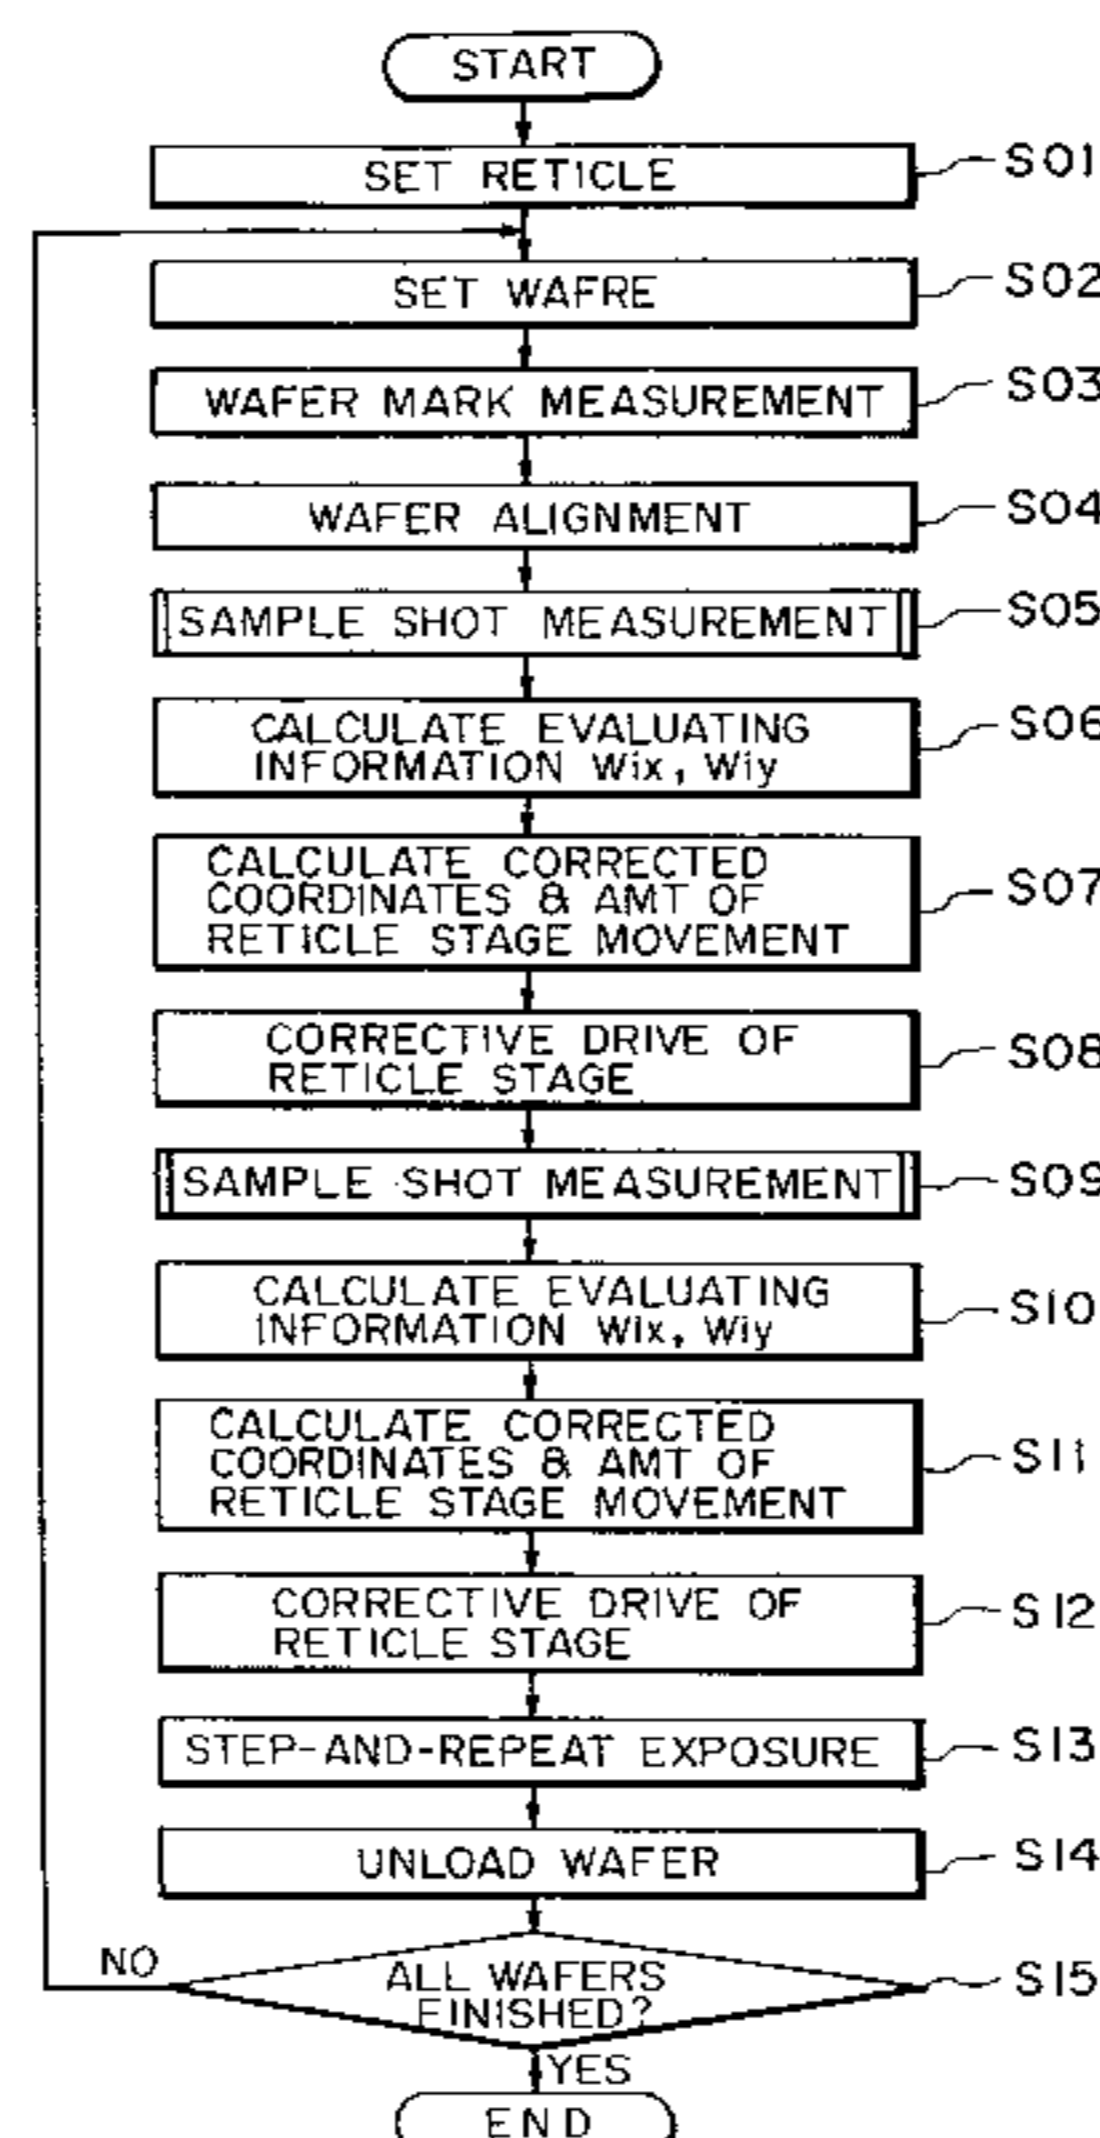 START
SET RETICLE
S01
SET WAFRE
S02
WAFER MARK MEASUREMENT
S03
WAFER ALIGNMENT
S04
SAMPLE SHOT MEASUREMENT
S05
CALCULATE EVALUATING
INFORMATION Wix, Wiy
S06
CALCULATE CORRECTED
COORDINATES & AMT OF
RETICLE STAGE MOVEMENT
S07
CORRECTIVE DRIVE OF
RETICLE STAGE
S08
SAMPLE SHOT MEASUREMENT
S09
CALCULATE EVALUATING
INFORMATION Wix, Wiy
S10
CALCULATE CORRECTED
COORDINATES & AMT OF
RETICLE STAGE MOVEMENT
S11
CORRECTIVE DRIVE OF
RETICLE STAGE
S12
STEP-AND-REPEAT EXPOSURE
S13
UNLOAD WAFER
S14
NO
ALL WAFERS
FINISHED?
S15
YES
END